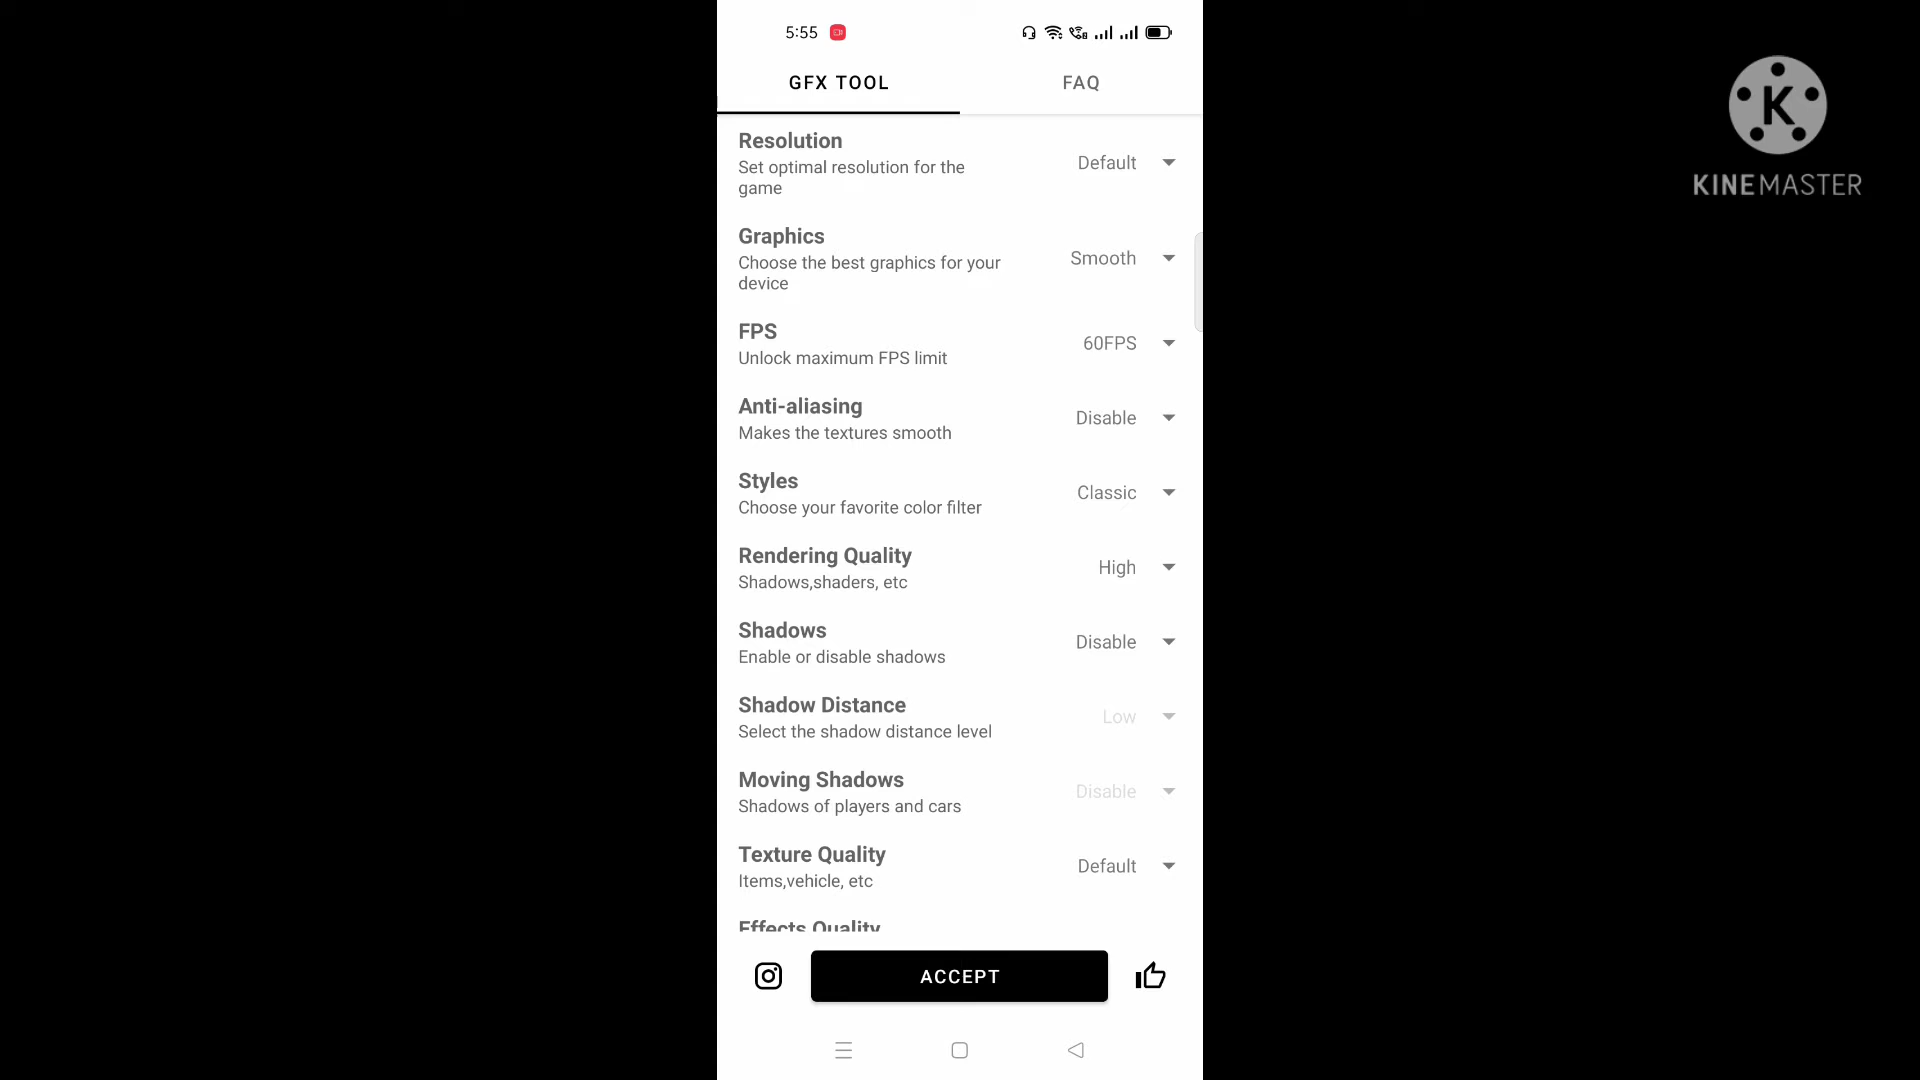 5:55
GFX TOOL
FAQ
K
KINEMASTER
Resolution
Set optimal resolution for the
game
Default
Graphics
Choose the best graphics for your
device
Smooth
FPS
Unlock maximum FPS limit
60FPS
Anti-aliasing
Makes the textures smooth
Disable
Styles
Choose your favorite color filter
Classic
Rendering Quality
Shadows,shaders, etc
High
Shadows
Enable or disable shadows
Disable
Shadow Distance
Select the shadow distance level
Low
Moving Shadows
Shadows of players and cars
Disable
Texture Quality
Items,vehicle, etc
Default
Effects Quality
ACCEPT